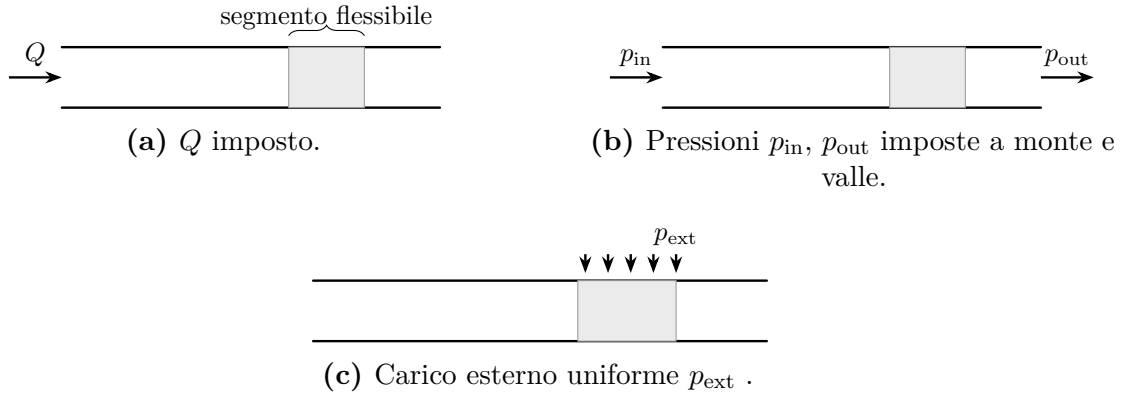 segmento flessibile
Q
(a) Q imposto.
p_in
p_out
(b) Pressioni p_in, p_out imposte a monte e
valle.
p_ext
(c) Carico esterno uniforme p_ext .